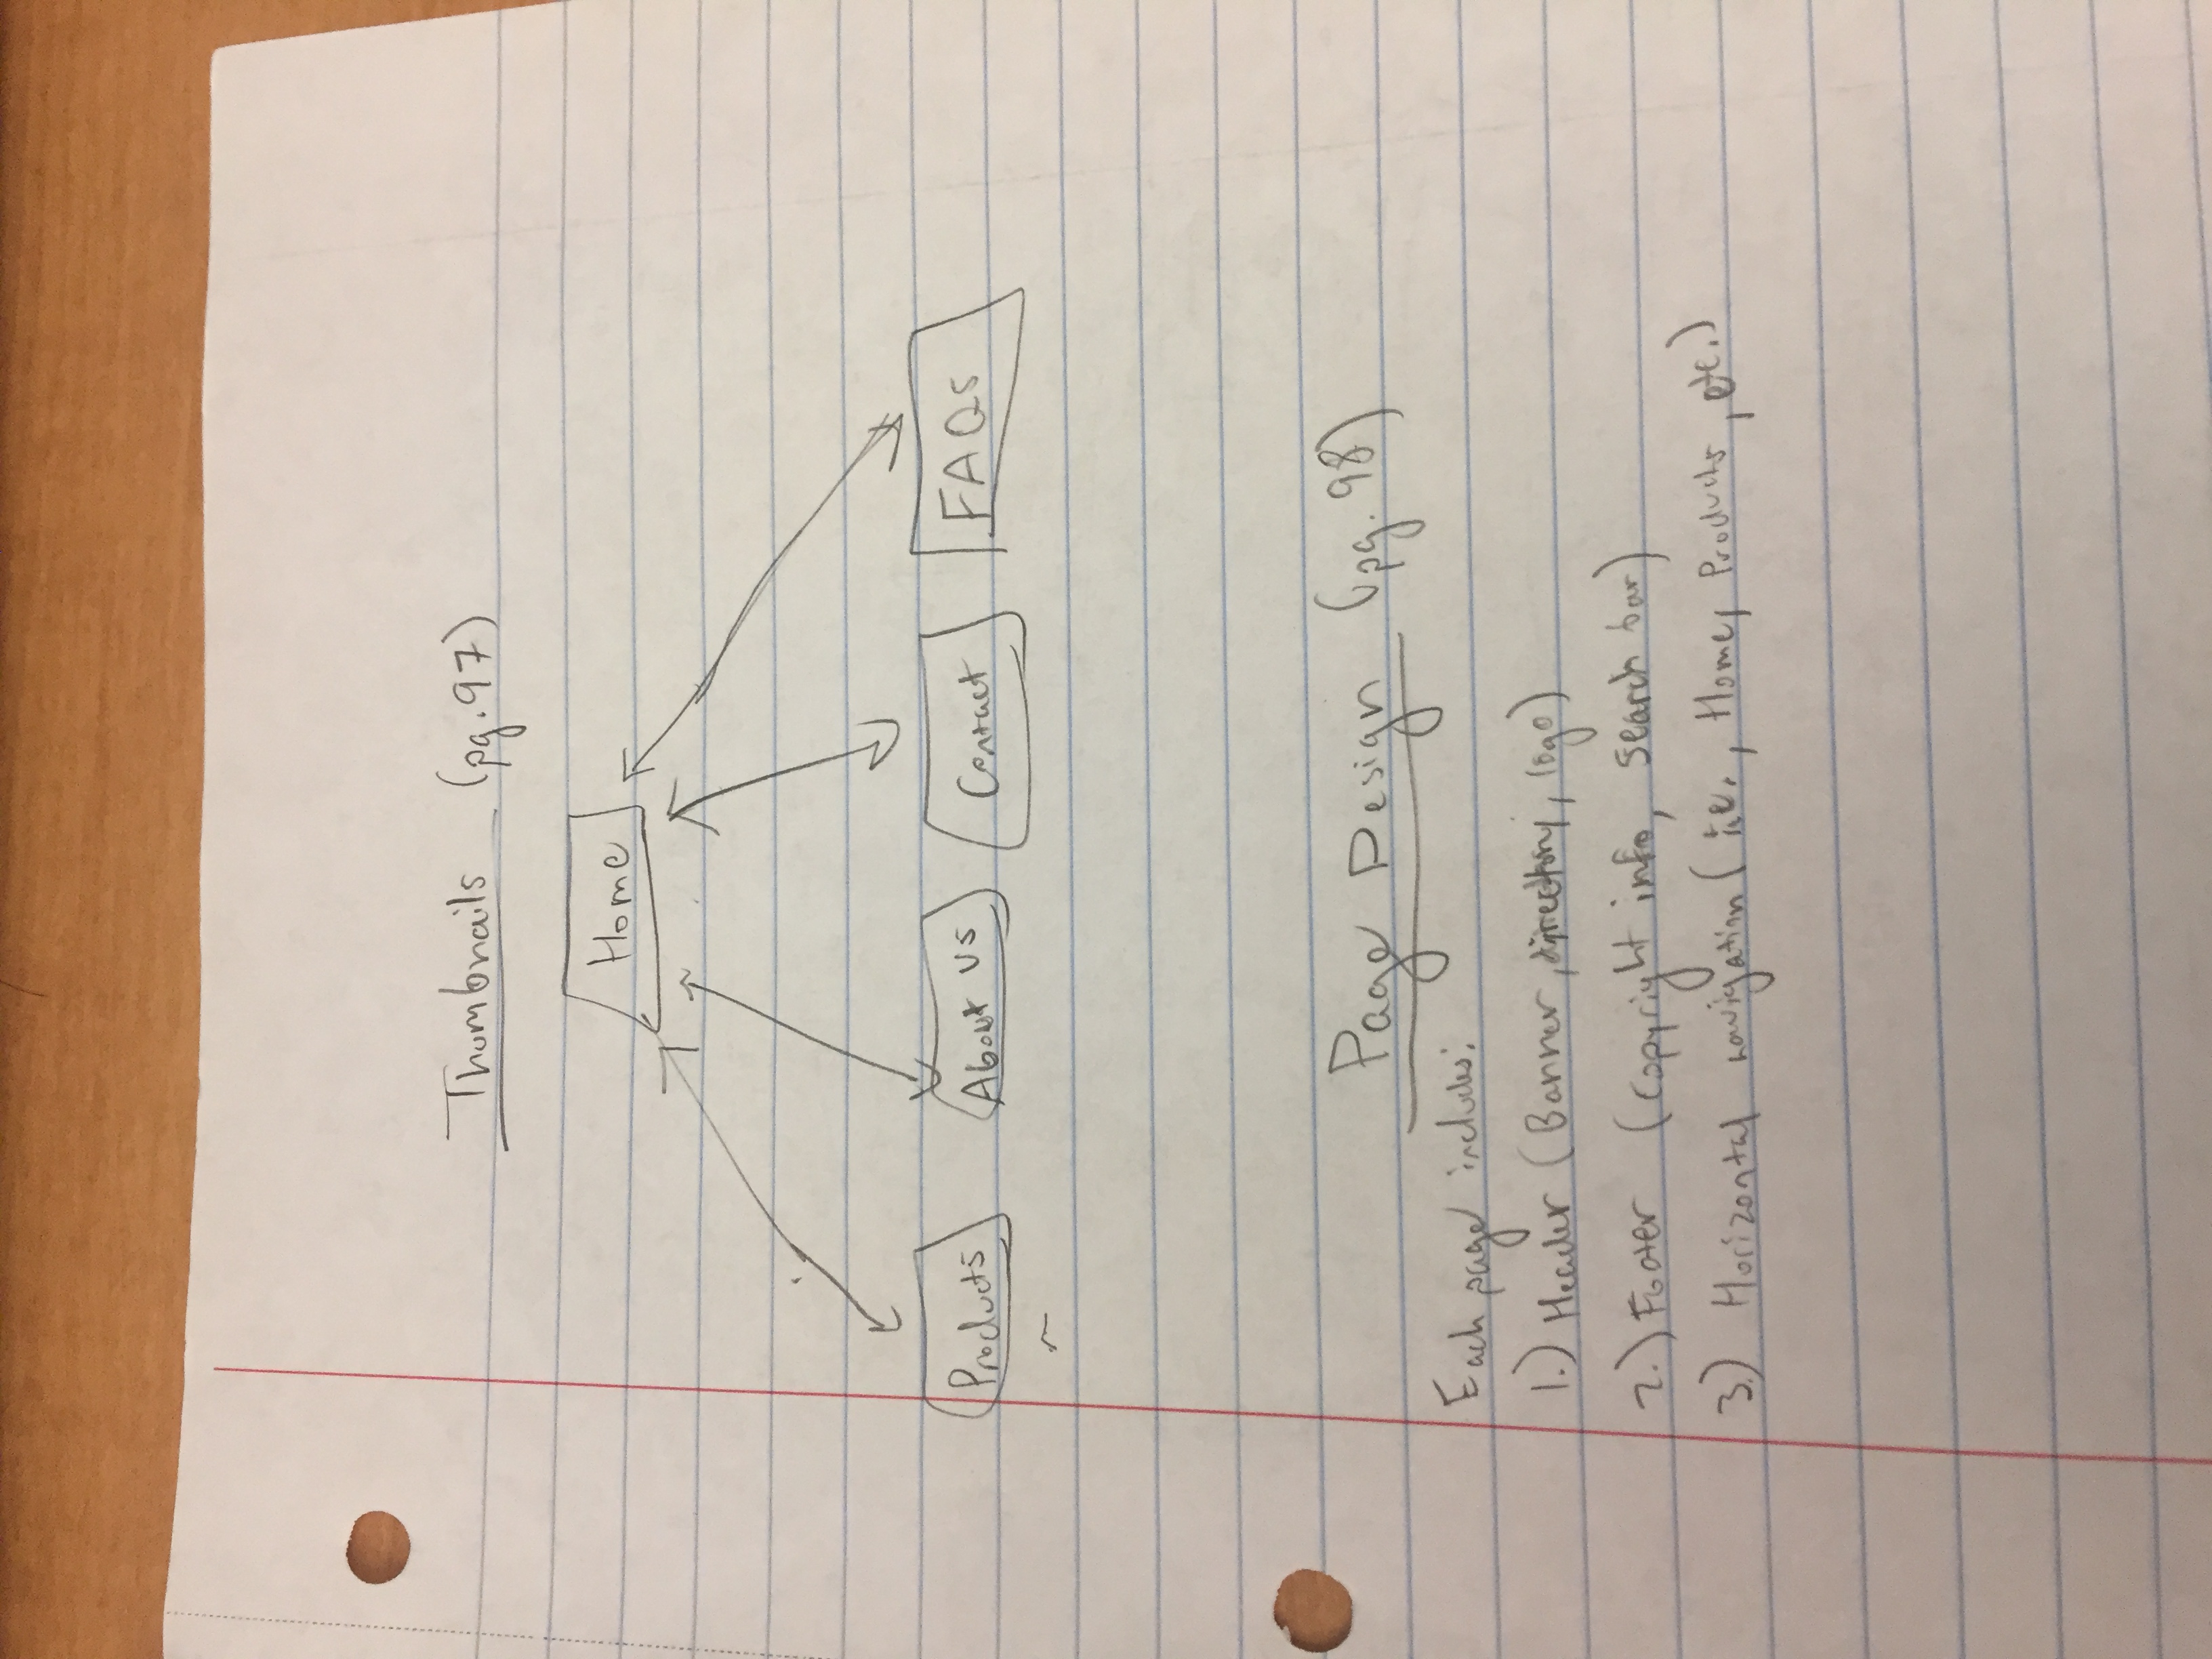 Thumbnails (pg. 97)
Home
Products About Us Contact FAQs
Page Design (pg. 98)
Each page includes:
1.) Header (Banner, directory, logo)
2.) Footer (Copyright info, search bar)
3.) Horizontal navigation (i.e., Home, Products, etc.)